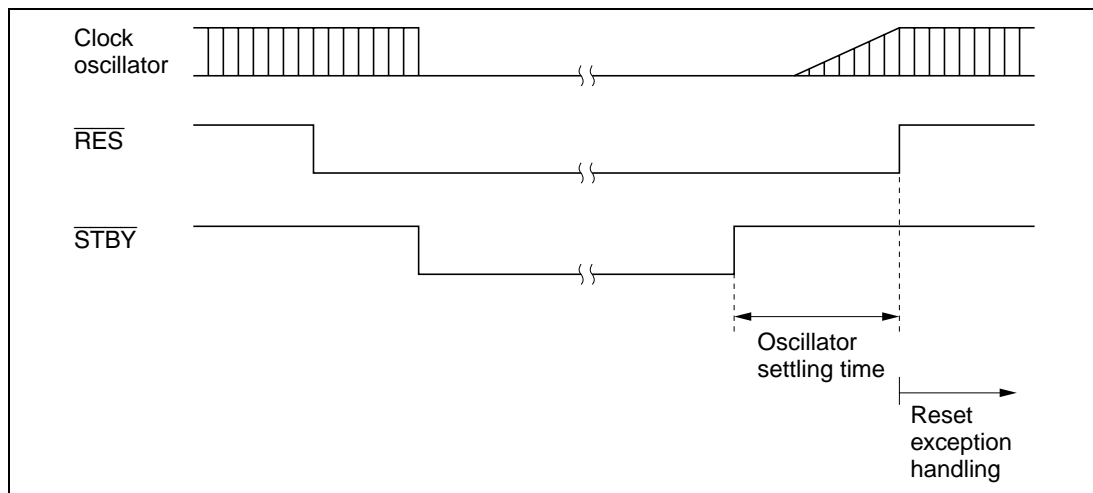 Clock
oscillator
RES
STBY
Oscillator
settling time
Reset
exception
handling